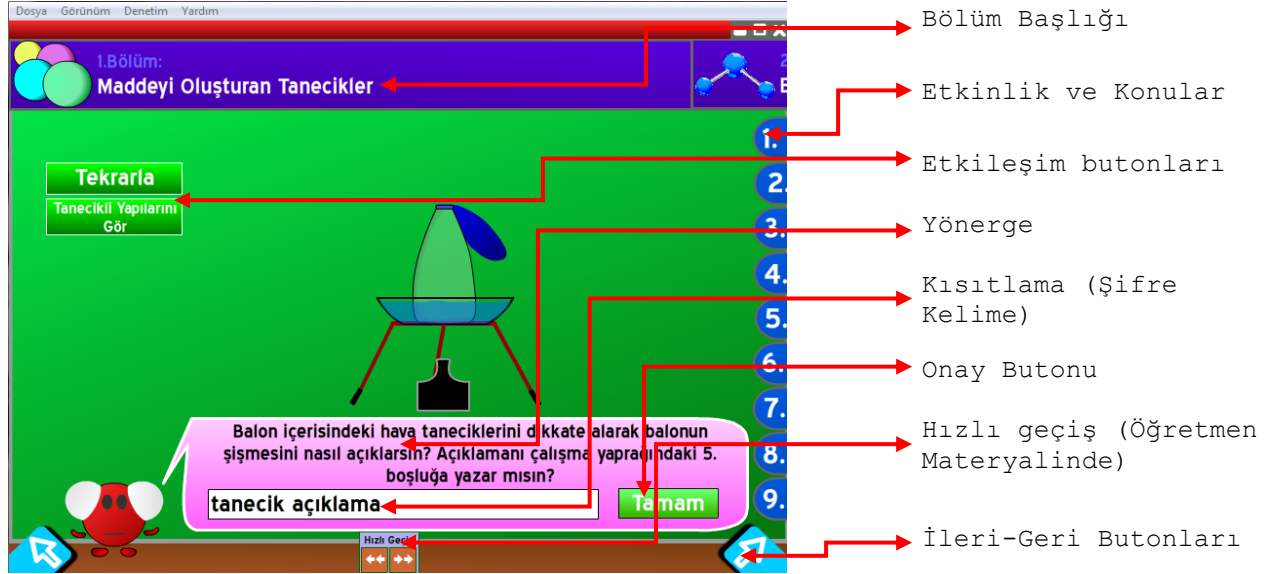 Dosya Görünüm Denetim Yardım
1.Bölüm:
Maddeyi Oluşturan Tanecikler
2
Tekrarla
Tanecikli Yapılarını
Gör
1.
2.
3.
4.
5.
6.
7.
8.
9.
Balon içerisindeki hava taneciklerini dikkate alarak balonun
şişmesini nasıl açıklarsın? Açıklamanı çalışma yaprağındaki 5.
boşluğa yazar mısın?
tanecik açıklama
Tamam
Hızlı Geçiş
Bölüm Başlığı
Etkinlik ve Konular
Etkileşim butonları
Yönerge
Kısıtlama (Şifre
Kelime)
Onay Butonu
Hızlı geçiş (Öğretmen
Materyalinde)
İleri-Geri Butonları